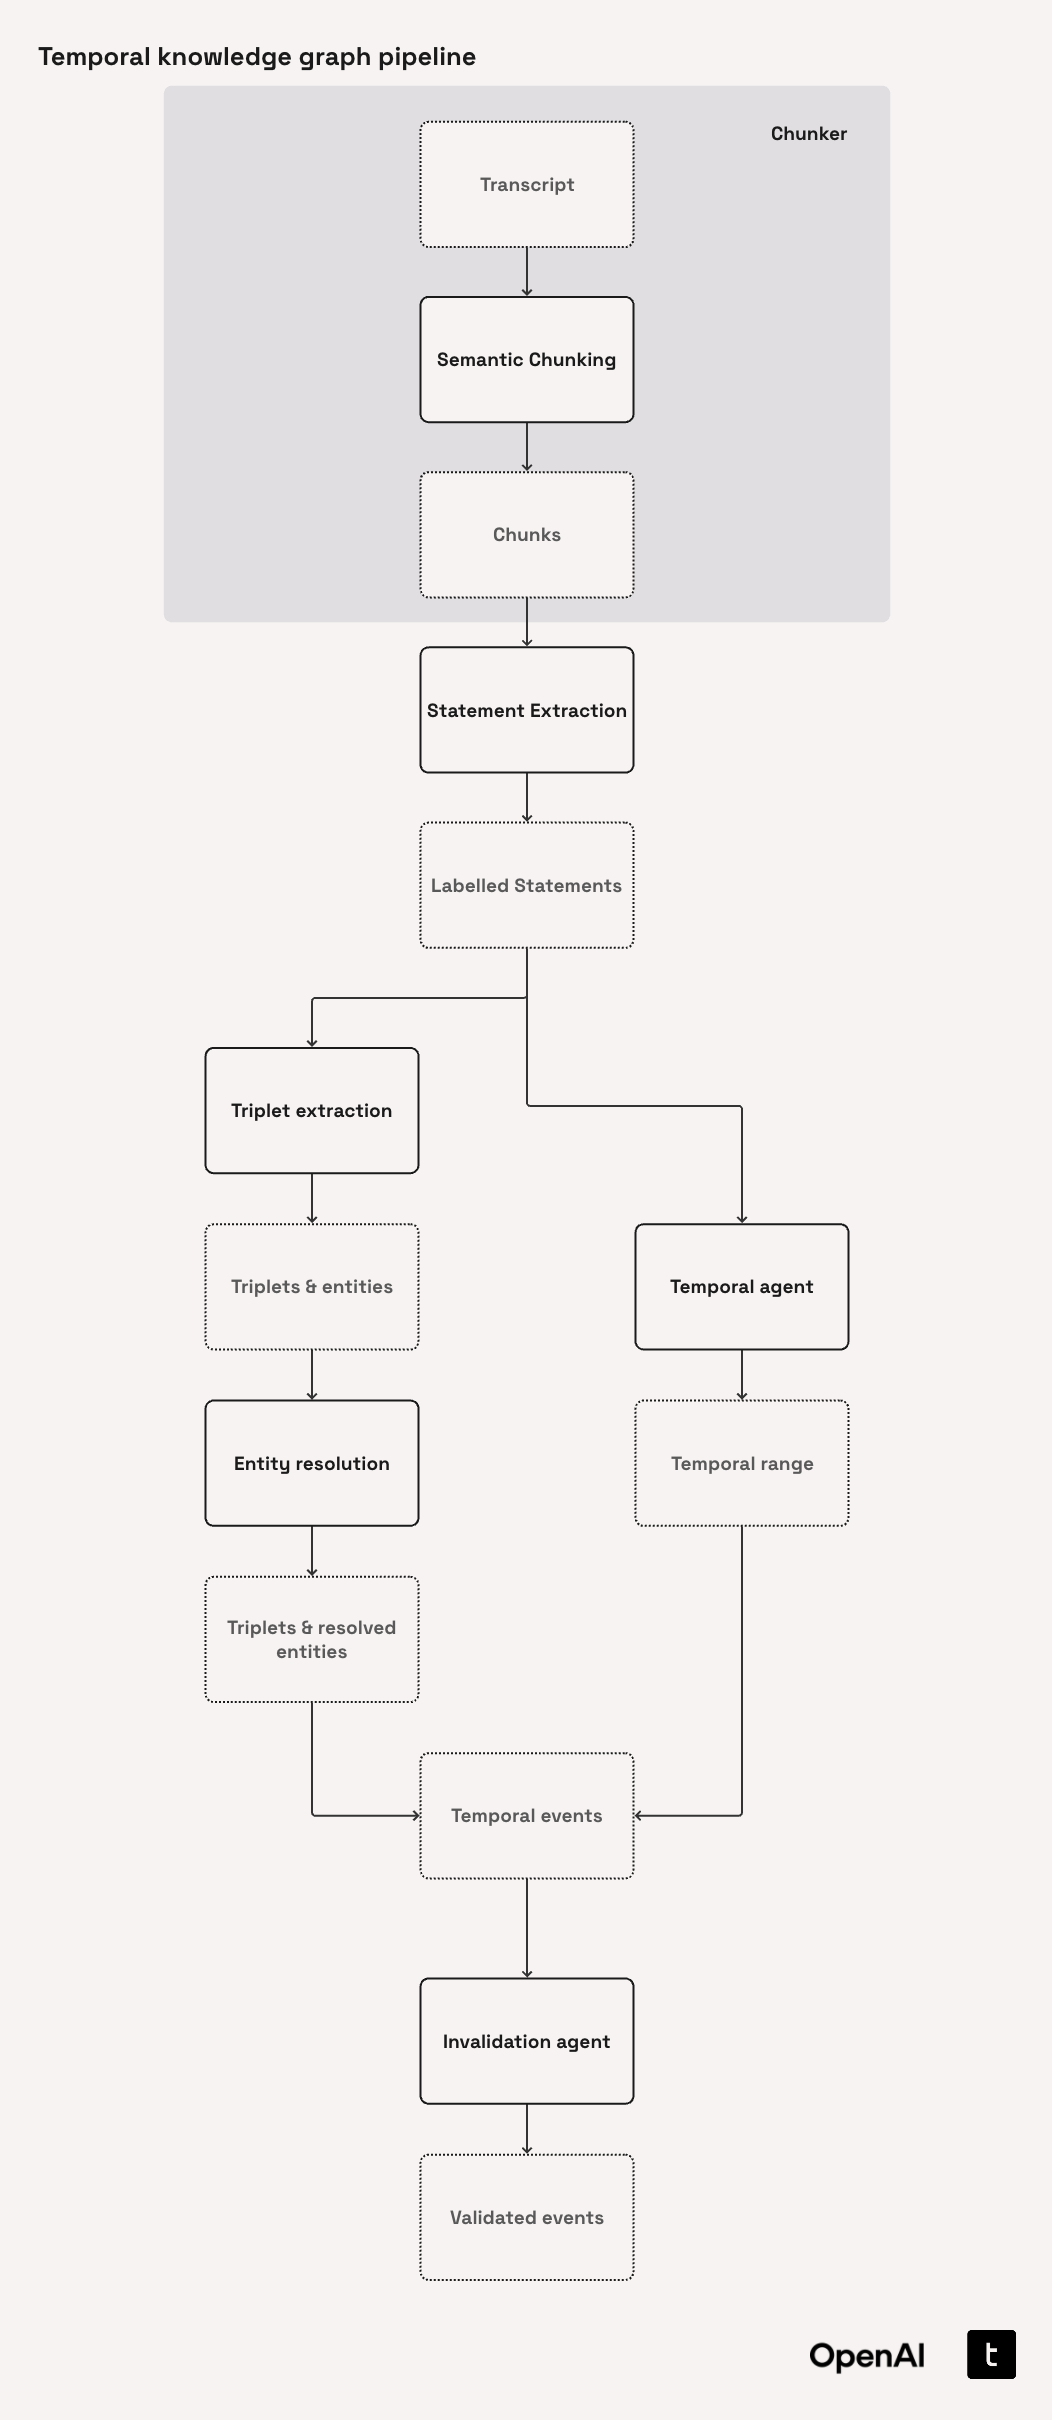 Temporal knowledge graph pipeline
Chunker
Transcript
Semantic Chunking
Chunks
Statement Extraction
Labelled Statements
Triplet extraction
Triplets & entities
Temporal agent
Entity resolution
Temporal range
Triplets & resolved
entities
Temporal events
Invalidation agent
Validated events
OpenAI
t